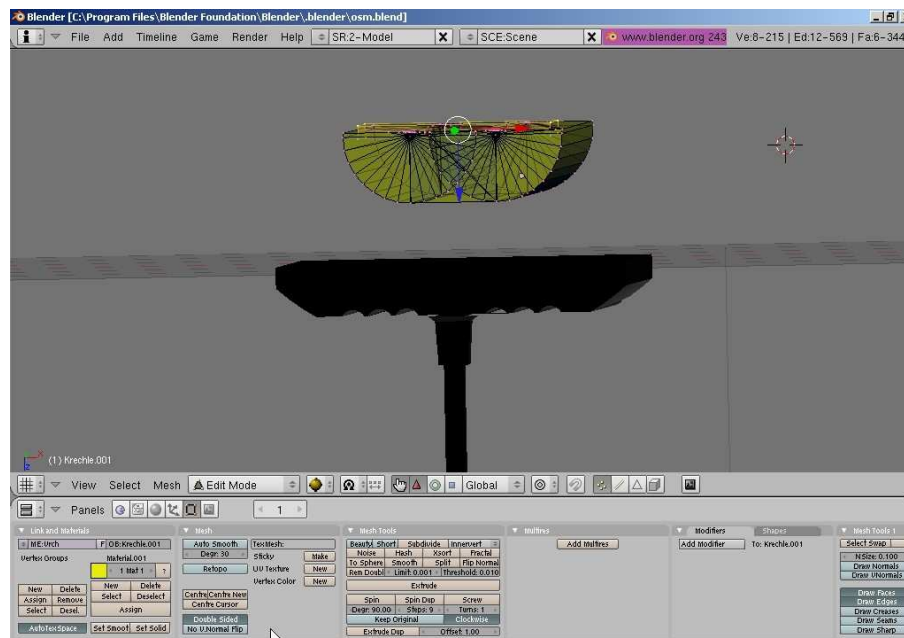 Blender [C:\Program Files\Blender Foundation\Blender\.blender\osm.blend]
File Add Timeline Game Render Help SR:2-Model X SCE:Scene X www.blender.org 243 Ve:8-215 | Ed:12-569 | Fa:6-344
(1) Krechle.001
View Select Mesh Edit Mode Global
Panels 1
Link and Materials Mesh Mesh Tools Multires Modifiers Shapes Mesh Tools 1
ME:Vrch F OB:Krechle.001 Auto Smooth TexMesh: Beauty Short Subdivide Innervert Add Multires Add Modifier To: Krechle.001 Select Swap
Vertex Groups Material.001 Degr: 30 Sticky Make Noise Hash Xsort Fractal NSize: 0.100
1 Mat 1 ? Retopo UV Texture New To Sphere Smooth Split Flip Normal Draw Normals
Vertex Color New Rem Doubl Limit: 0.001 Threshold: 0.010 Draw VNormals
New Delete New Delete Centre Centre New Extrude Draw Faces
Assign Remove Select Deselect Centre Cursor Spin Spin Dup Screw Draw Edges
Select Desel. Assign Double Sided Degr: 90.00 Steps: 9 Turns: 1 Draw Creases
No V.Normal Flip Keep Original Clockwise Draw Seams
AutoTexSpace Set Smoot Set Solid Extrude Dup Offset: 1.00 Draw Sharp